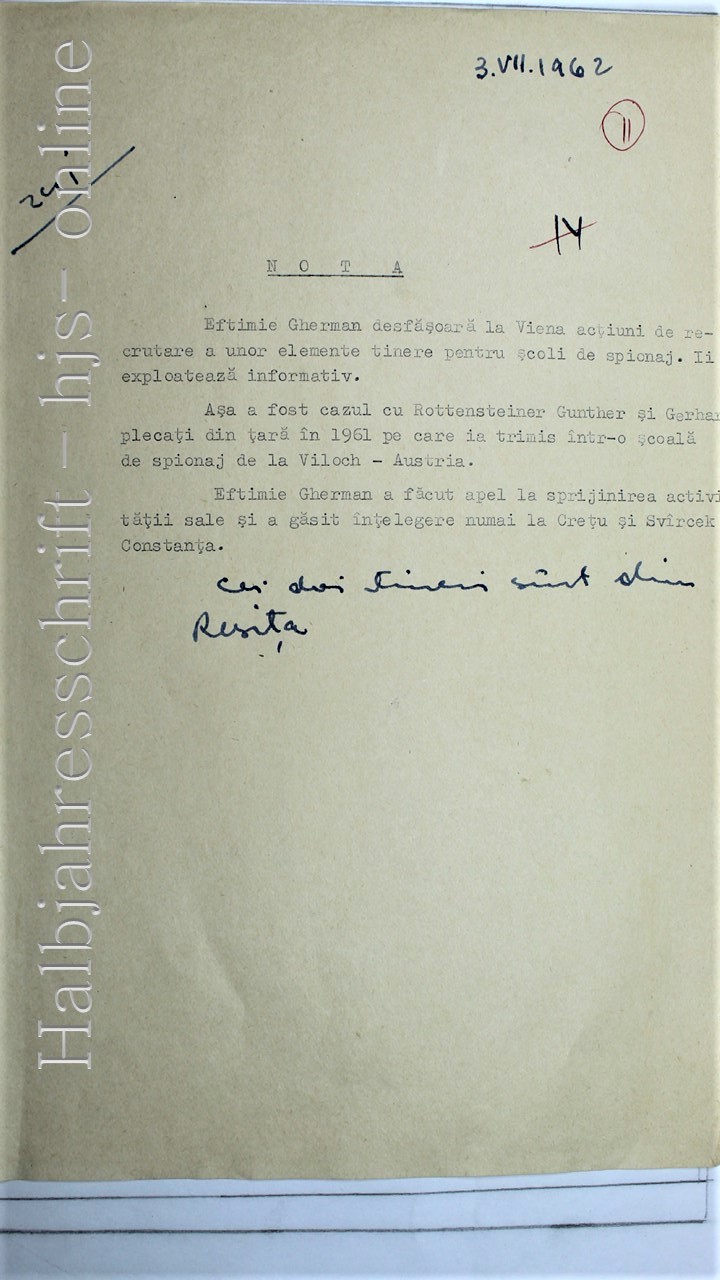 3.VII.1962
11
14
N O T A
Eftimie Gherman desfăşoară la Viena acţiuni de re-
crutare a unor elemente tinere pentru şcoli de spionaj. Ii
exploatează informativ.
Aşa a fost cazul cu Rottensteiner Gunther şi Gerhar
plecaţi din ţară în 1961 pe care ia trimis într-o şcoală
de spionaj de la Viloch - Austria.
Eftimie Gherman a făcut apel la sprijinirea activi
tăţii sale şi a găsit înţelegere numai la Creţu şi Svîrcek
Constanţa.
cei doi tineri sînt din
Reşiţa
Halbjahresschrift - hjs- online